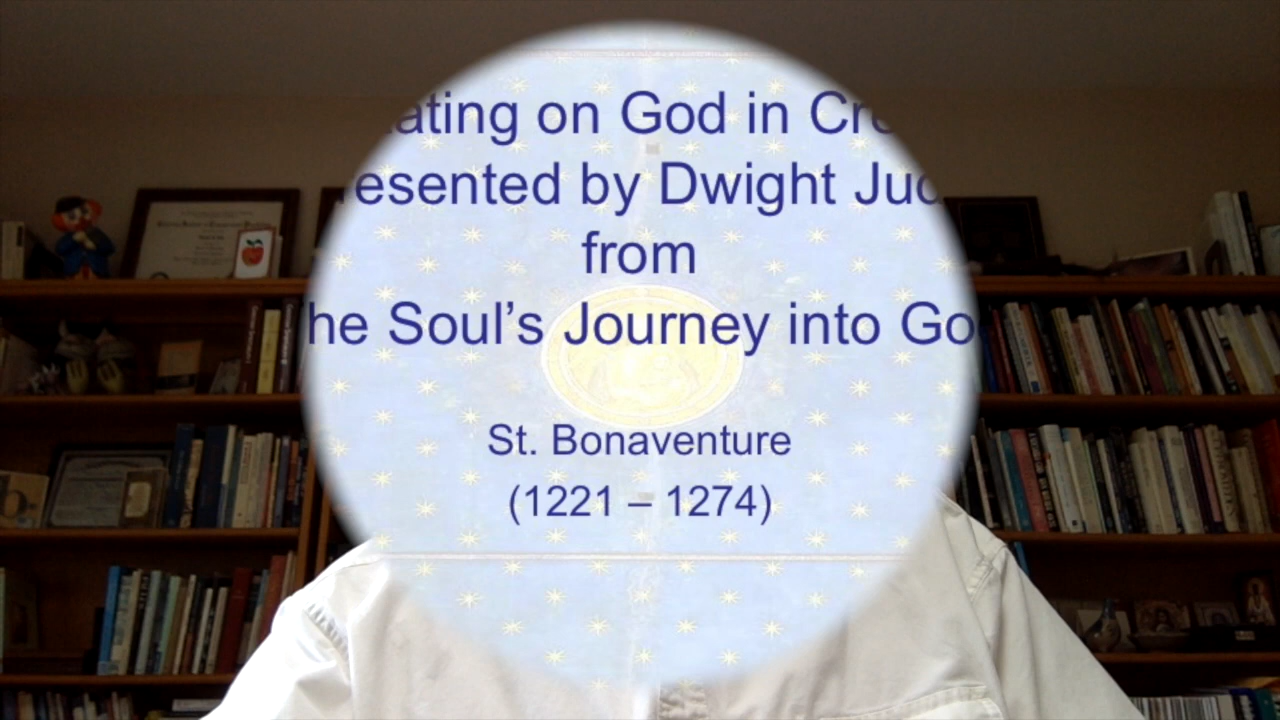 ating on God in Cre
esented by Dwight Jud
from
he Soul’s Journey into Go
St. Bonaventure
(1221 – 1274)